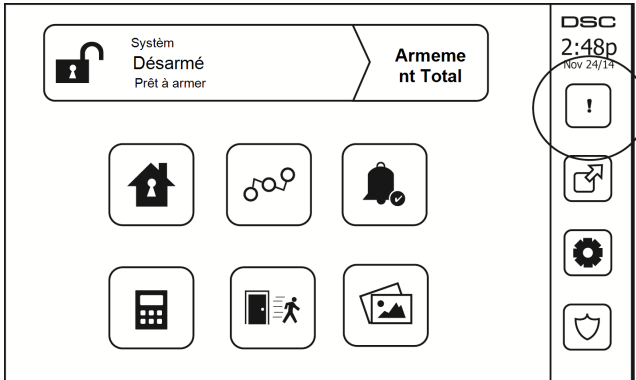 Systèm
Désarmé
Prêt à armer
Armeme
nt Total
DSC
2:48p
Nov 24/14
!